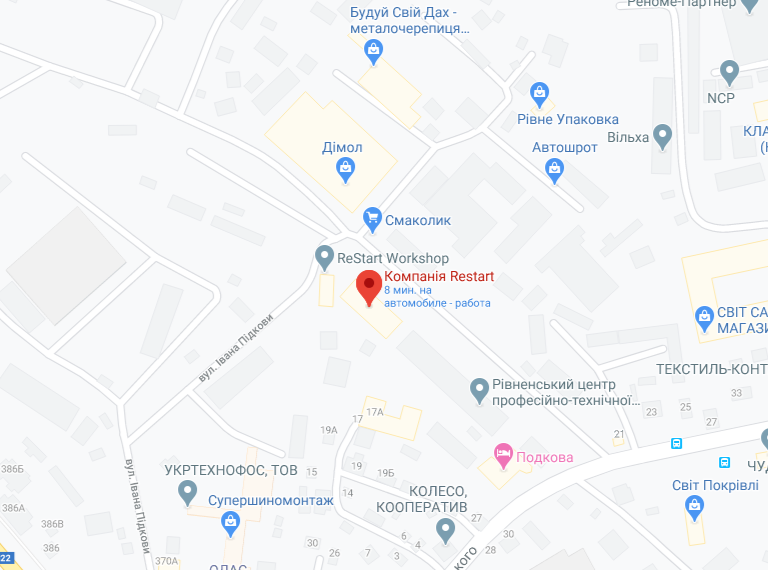 Реноме-Партнер
Будуй Свій Дах -
металочерепиця...
NCP
Рівне Упаковка
Вільха
КЛА
Дімол
Автошрот
Смаколик
ReStart Workshop
Компанія Restart
8 мин. на
автомобиле - работа
СВІТ СА
МАГАЗИ
вул. Івана Підкови
ТЕКСТИЛЬ-КОНТ
Рівненський центр
професійно-технічної...
33
25
27
23
25
21
17А
17
19А
Подкова
386Б
УКРТЕХНОФОС, ТОВ
15
19
19Б
14
КОЛЕСО,
КООПЕРАТИВ
ЧУД
Світ Покрівлі
вул. Івана Підкови
Супершиномонтаж
386А
386В
386
27
30
28
6
3
4
кого
22
370А
30
26
ОЛАС